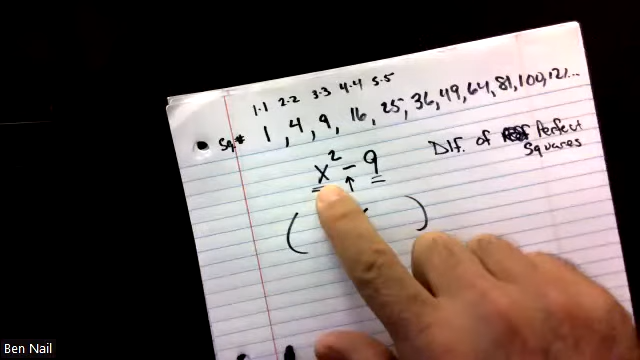 1·1 2·2 3·3 4·4 5·5
Sq# 1, 4, 9, 16, 25, 36, 49, 64, 81, 100, 121...
x² - 9
Dif. of Perfect
Squares
( )
Ben Nail